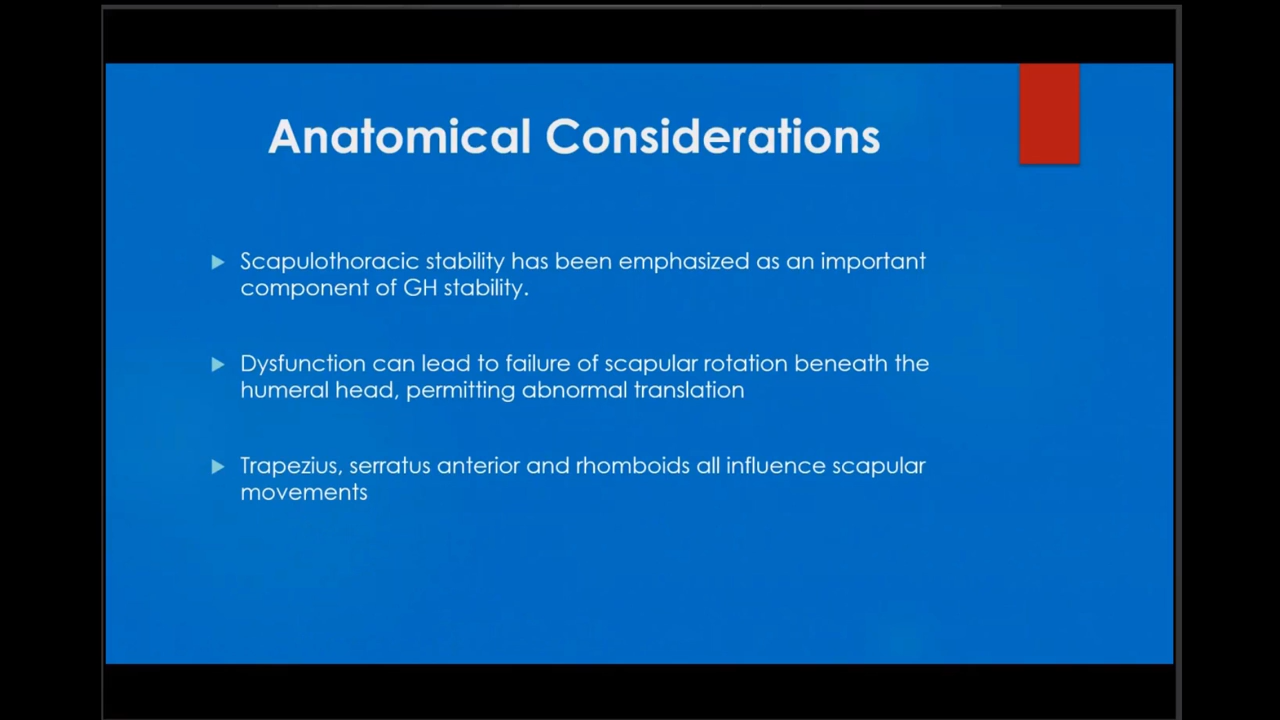 Anatomical Considerations
Scapulothoracic stability has been emphasized as an important
component of GH stability.
Dysfunction can lead to failure of scapular rotation beneath the
humeral head, permitting abnormal translation
Trapezius, serratus anterior and rhomboids all influence scapular
movements